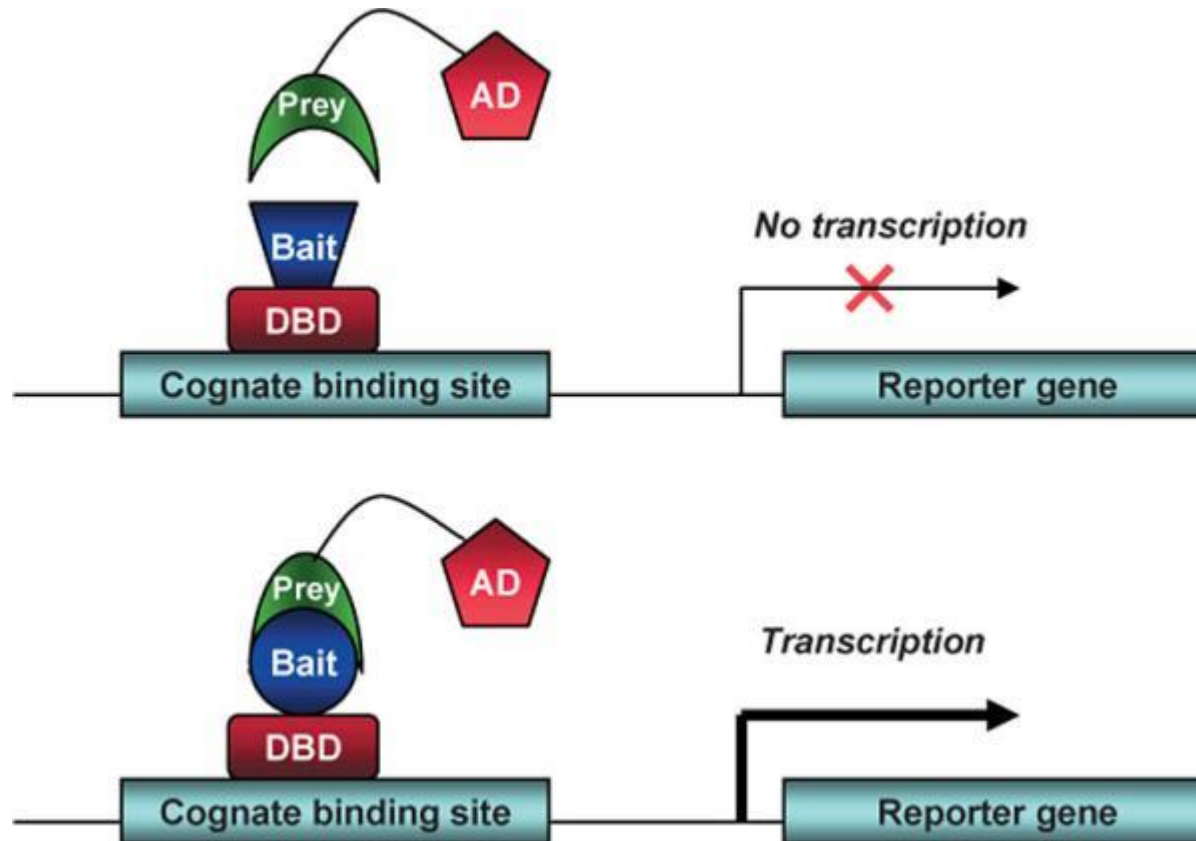 Prey
AD
Bait
No transcription
DBD
Cognate binding site
Reporter gene
Prey
AD
Bait
Transcription
DBD
Cognate binding site
Reporter gene